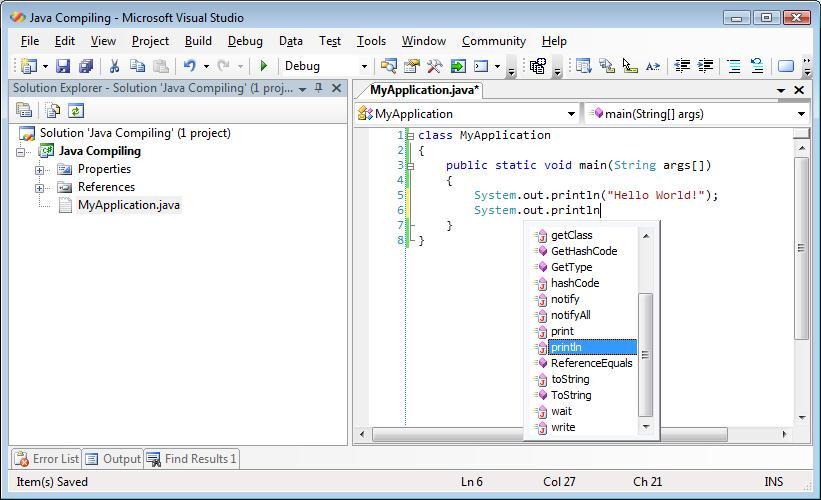 Java Compiling - Microsoft Visual Studio
File Edit View Project Build Debug Data Test Tools Window Community Help
Debug
Solution Explorer - Solution 'Java Compiling' (1 proj...
MyApplication.java*
MyApplication
main(String[] args)
Solution 'Java Compiling' (1 project)
Java Compiling
Properties
References
MyApplication.java
1 class MyApplication
2 {
3 public static void main(String args[])
4 {
5 System.out.println("Hello World!");
6 System.out.println
7 }
8 }
getClass
GetHashCode
GetType
hashCode
notify
notifyAll
print
println
ReferenceEquals
toString
ToString
wait
write
Error List Output Find Results 1
Item(s) Saved Ln 6 Col 27 Ch 21 INS